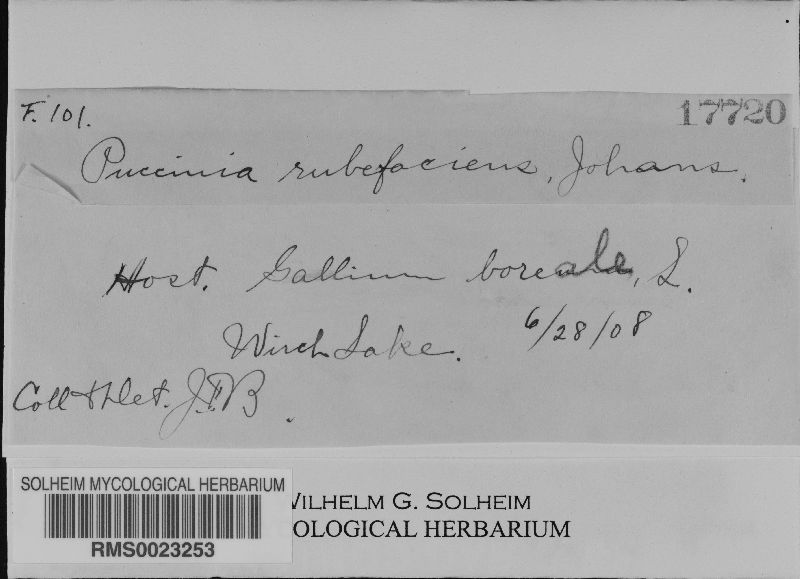 F. 101.
17720
Puccinia rubefaciens, Johans.
Host. Gallium boreale, L.
Wirch Lake. 6/28/08
Coll & Det. J.F.B.
SOLHEIM MYCOLOGICAL HERBARIUM
RMS0023253
WILHELM G. SOLHEIM
OLOGICAL HERBARIUM